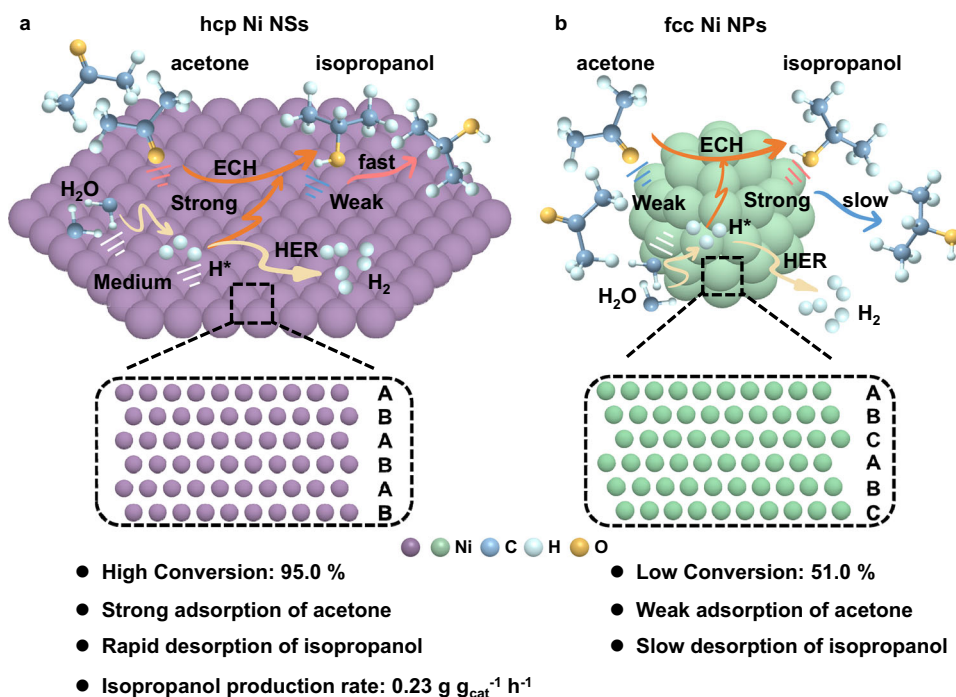 a
hcp Ni NSs
acetone
isopropanol
ECH
fast
H₂O
Strong
Weak
HER
H*
Medium
H₂
A
B
A
B
A
B
b
fcc Ni NPs
acetone
isopropanol
ECH
Weak
Strong
slow
H*
HER
H₂O
H₂
A
B
C
A
B
C
Ni C H O
● High Conversion: 95.0 %
● Strong adsorption of acetone
● Rapid desorption of isopropanol
● Isopropanol production rate: 0.23 g g_cat⁻¹ h⁻¹
● Low Conversion: 51.0 %
● Weak adsorption of acetone
● Slow desorption of isopropanol